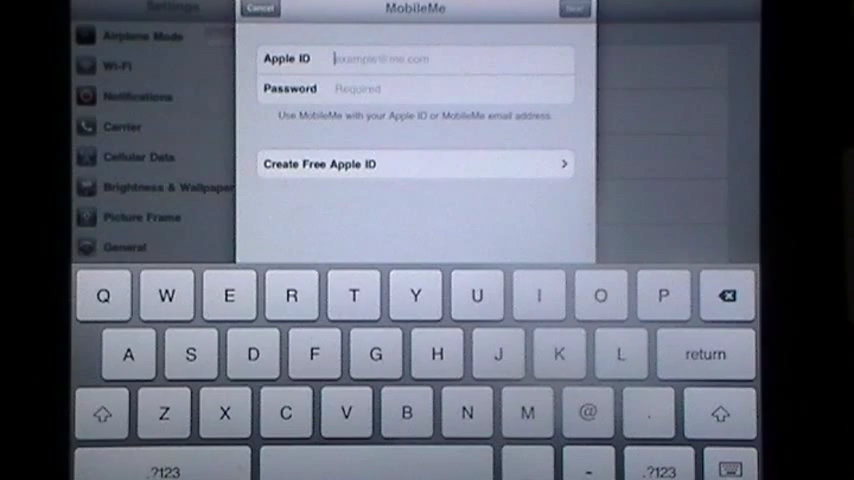 Settings
Cancel
MobileMe
Next
Airplane Mode
Wi-Fi
Notifications
Carrier
Cellular Data
Brightness & Wallpaper
Picture Frame
General
Apple ID example@me.com
Password Required
Use MobileMe with your Apple ID or MobileMe email address.
Create Free Apple ID
Q W E R T Y U I O P
A S D F G H J K L return
Z X C V B N M @ .
.?123 - .?123